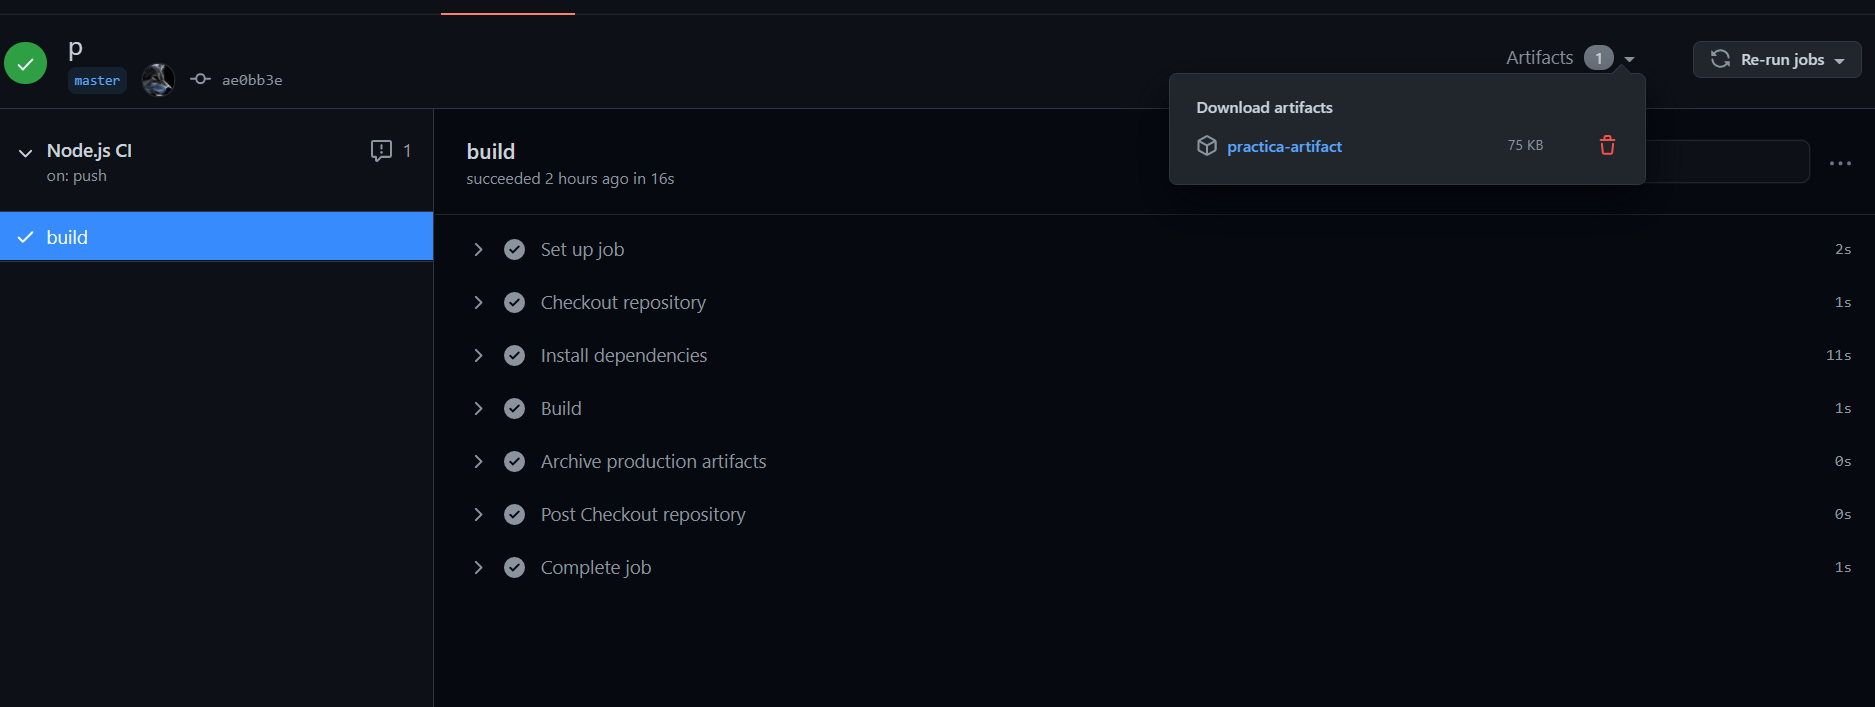 p
master ae0bb3e
Artifacts 1
Re-run jobs
Download artifacts
practica-artifact 75 KB
Node.js CI 1
on: push
build
build
succeeded 2 hours ago in 16s
Set up job 2s
Checkout repository 1s
Install dependencies 11s
Build 1s
Archive production artifacts 0s
Post Checkout repository 0s
Complete job 1s